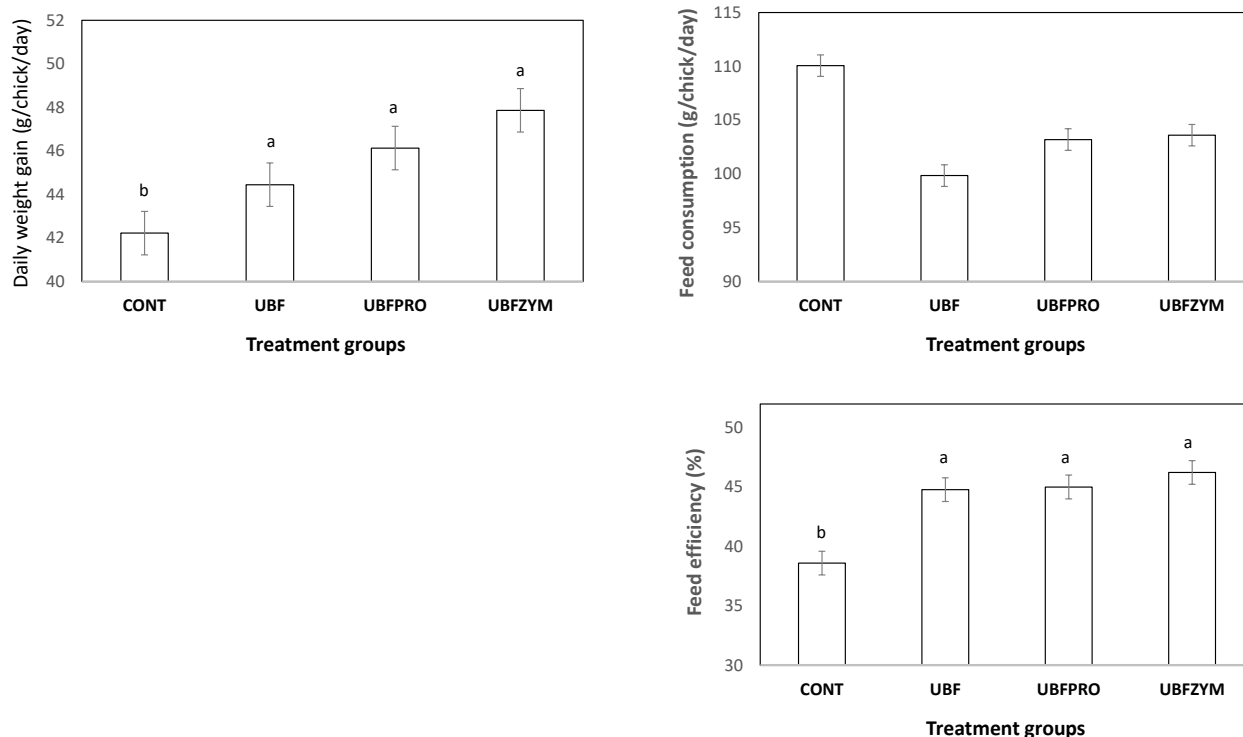 Daily weight gain (g/chick/day)
52
50
48
46
44
42
40
b
a
a
a
CONT UBF UBFPRO UBFZYM
Treatment groups
Feed consumption (g/chick/day)
115
110
105
100
95
90
CONT UBF UBFPRO UBFZYM
Treatment groups
Feed efficiency (%)
50
45
40
35
30
b
a
a
a
CONT UBF UBFPRO UBFZYM
Treatment groups